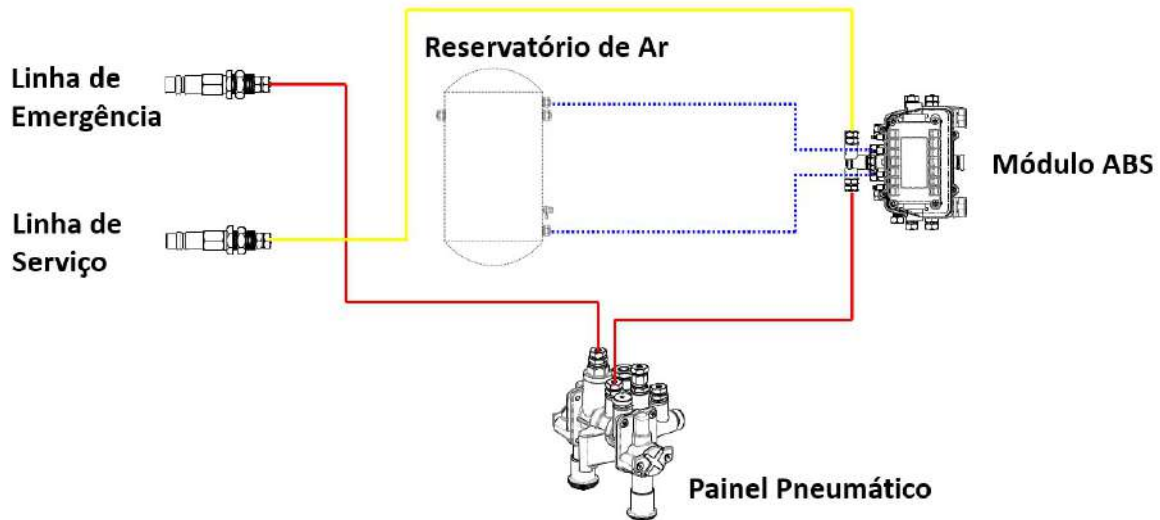 Reservatório de Ar
Linha de
Emergência
Módulo ABS
Linha de
Serviço
Painel Pneumático